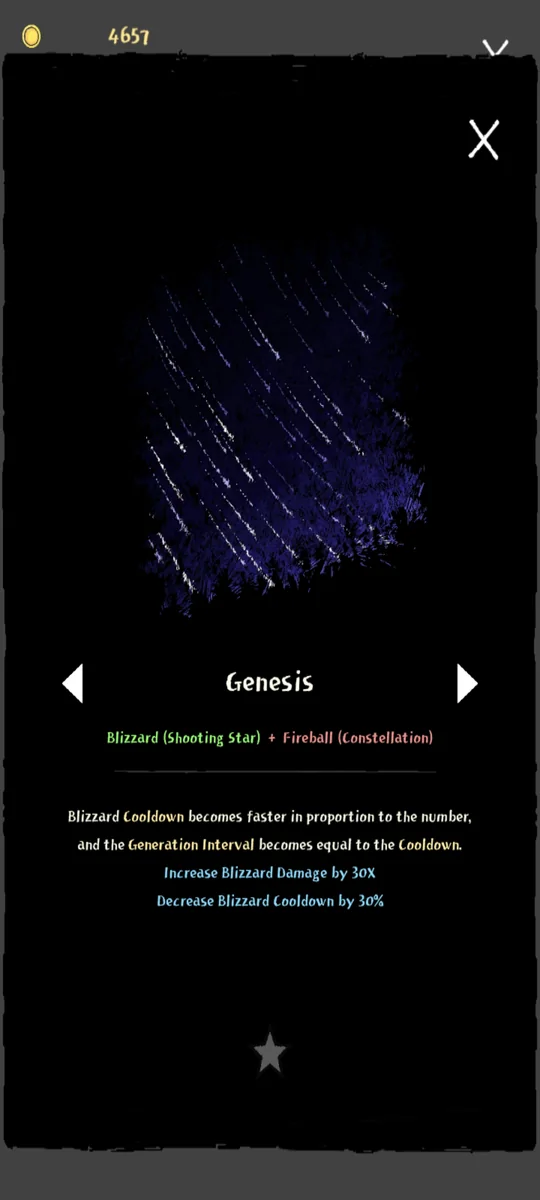 4657
Genesis
Blizzard (Shooting Star) + Fireball (Constellation)
Blizzard Cooldown becomes faster in proportion to the number,
and the Generation Interval becomes equal to the Cooldown.
Increase Blizzard Damage by 30%
Decrease Blizzard Cooldown by 30%